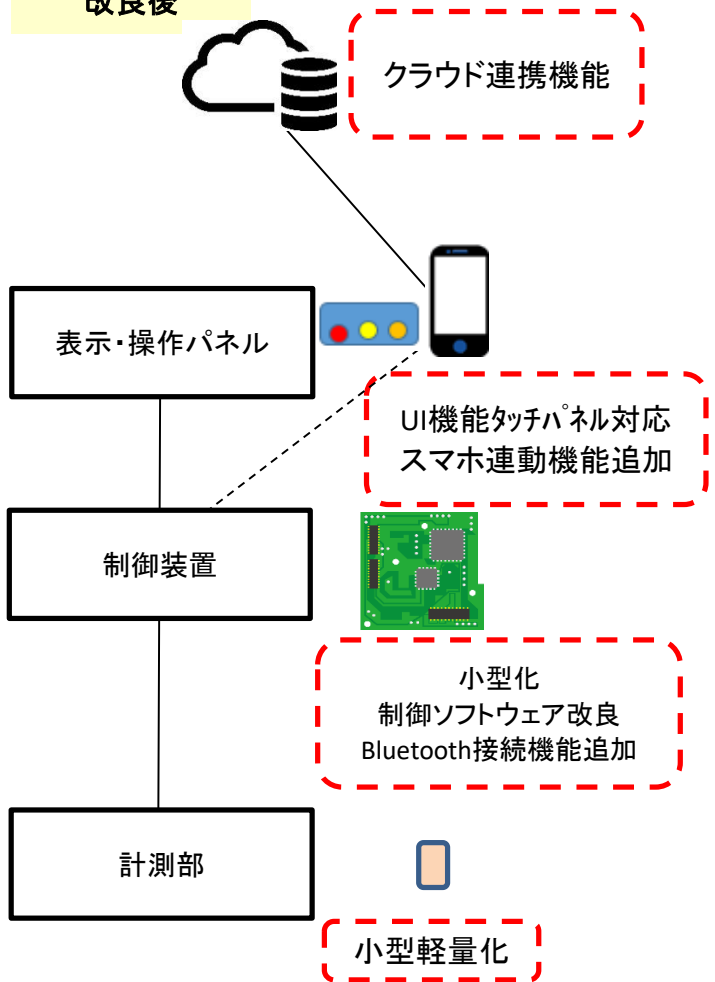 改良後
クラウド連携機能
表示・操作パネル
UI機能ﾀｯﾁﾊﾟﾈﾙ対応
スマホ連動機能追加
制御装置
小型化
制御ソフトウェア改良
Bluetooth接続機能追加
計測部
小型軽量化